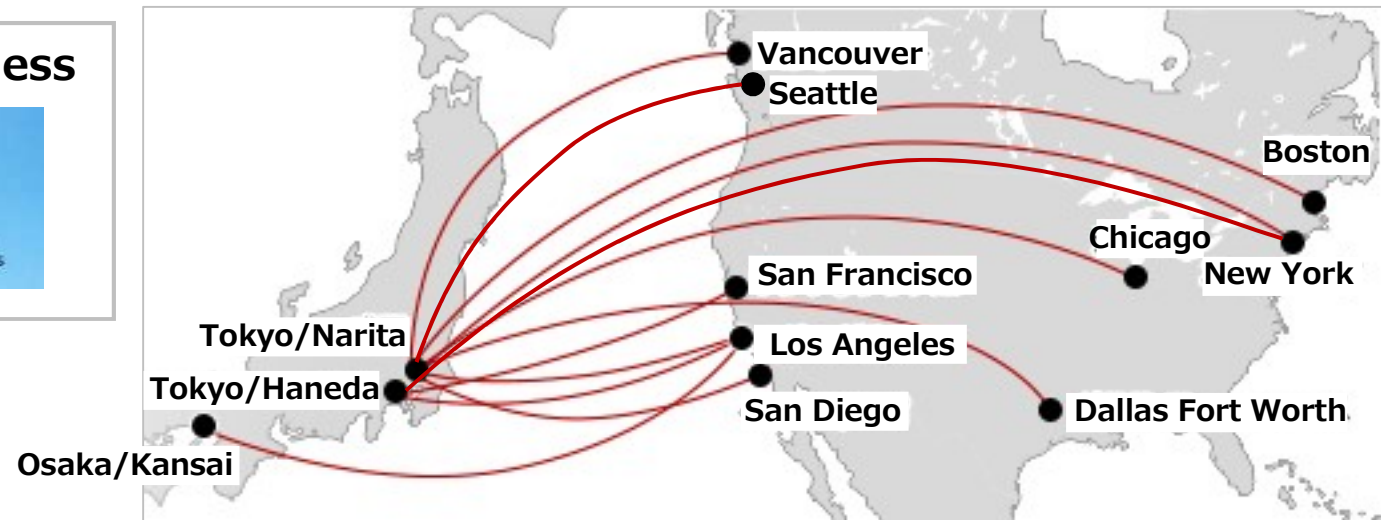 ess
s
Vancouver
Seattle
Boston
Chicago
New York
San Francisco
Tokyo/Narita
Los Angeles
Tokyo/Haneda
San Diego
Dallas Fort Worth
Osaka/Kansai